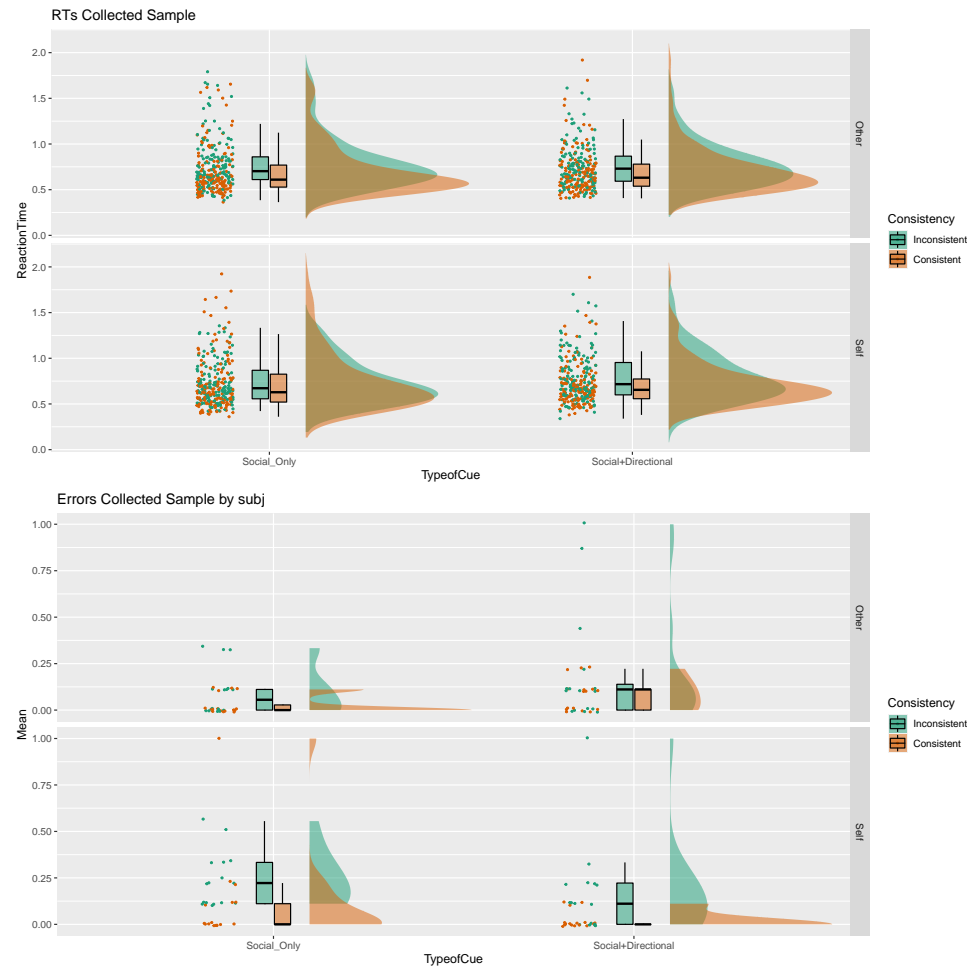 RTs Collected Sample
2.0
1.5
1.0
0.5
0.0
Other
2.0
1.5
1.0
0.5
0.0
Self
ReactionTime
Social_Only
Social+Directional
TypeofCue
Consistency
Inconsistent
Consistent
Errors Collected Sample by subj
1.00
0.75
0.50
0.25
0.00
Other
1.00
0.75
0.50
0.25
0.00
Self
Mean
Social_Only
Social+Directional
TypeofCue
Consistency
Inconsistent
Consistent